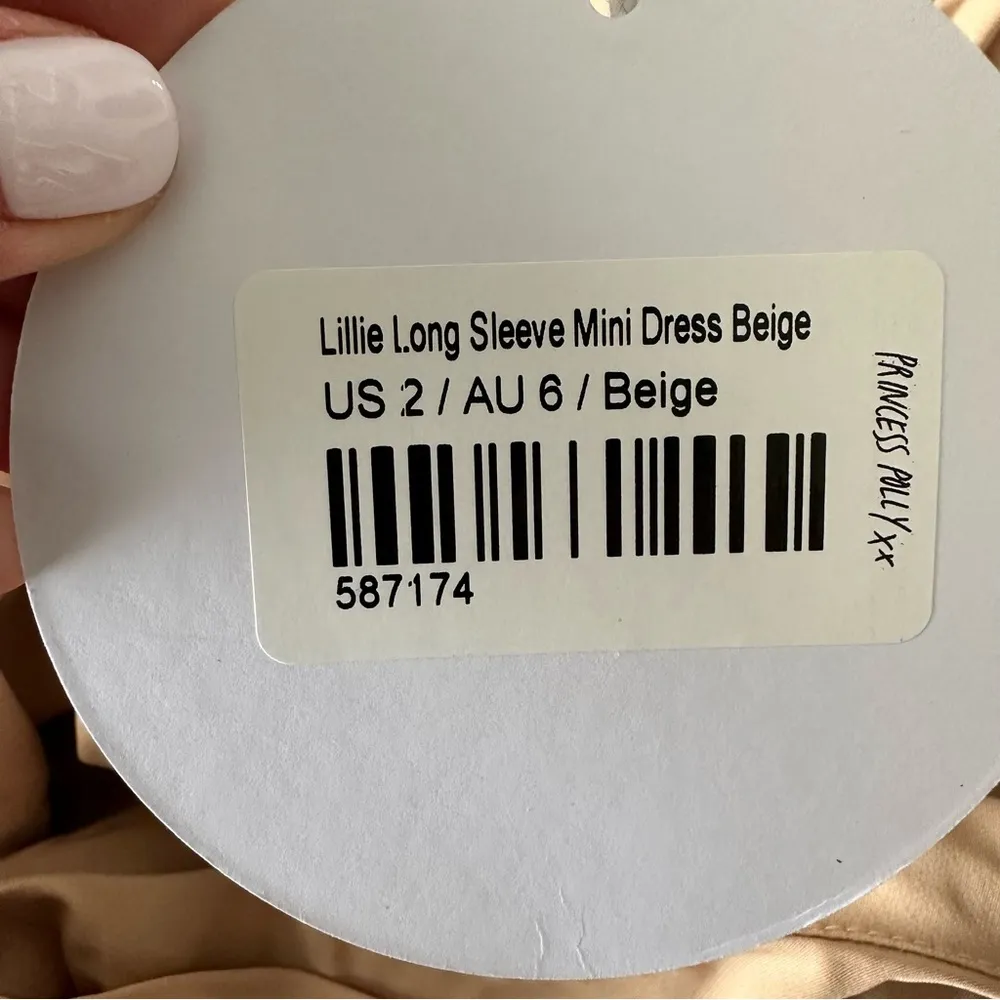 Lillie Long Sleeve Mini Dress Beige
US 2 / AU 6 / Beige
587174
PRINCESS POLLY xx